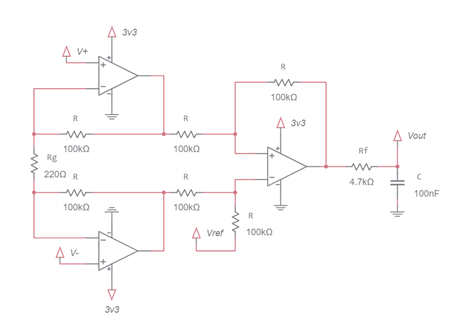 3v3
V+
R
100kΩ
3v3
R
100kΩ
R
100kΩ
Rg
220Ω
R
100kΩ
R
100kΩ
Rf
4.7kΩ
Vout
C
100nF
Vref
R
100kΩ
V-
3v3